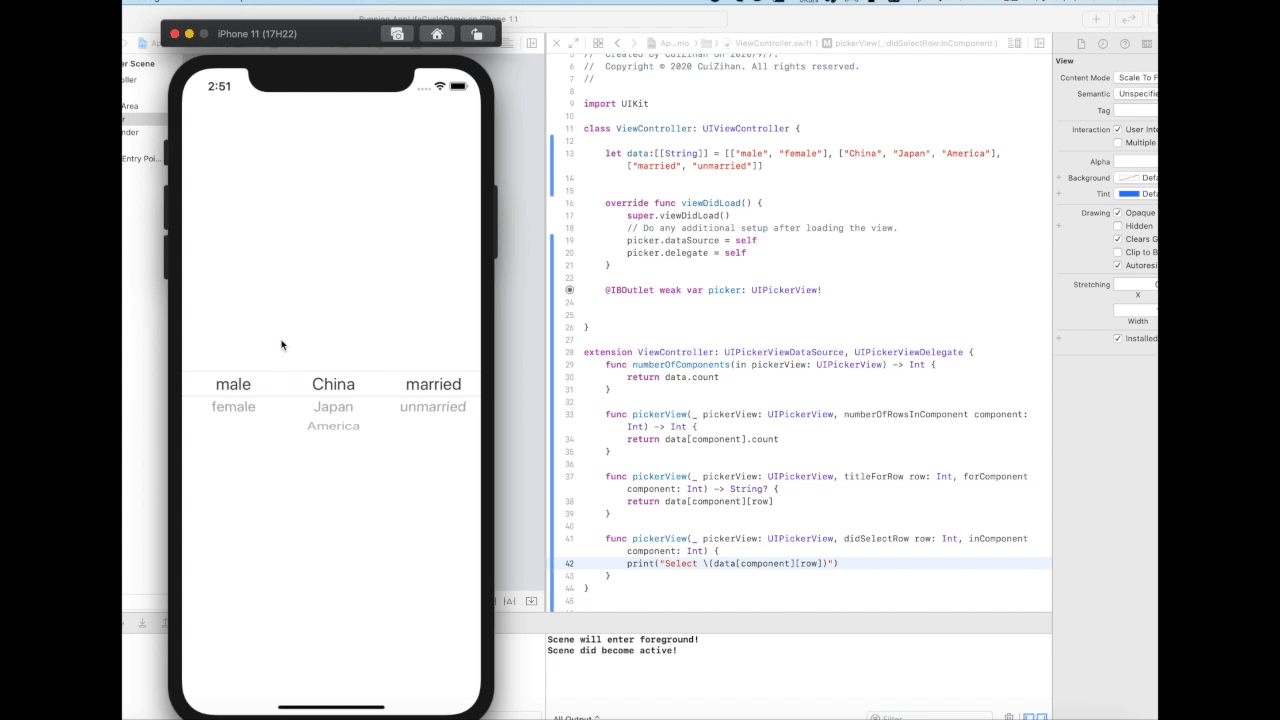 Running AppLifeCycleDemo on iPhone 11
iPhone 11 (17H22)
Ap...mo
ViewController.swift
pickerView(_:didSelectRow:inComponent:)
er Scene
oller
Area
r
nder
Entry Poi...
2:51
male China married
female Japan unmarried
America
6 // Copyright © 2020 CuiZihan. All rights reserved.
7 //
8
9 import UIKit
10
11 class ViewController: UIViewController {
12
13 let data:[[String]] = [["male", "female"], ["China", "Japan", "America"],
["married", "unmarried"]]
14
15
16 override func viewDidLoad() {
17 super.viewDidLoad()
18 // Do any additional setup after loading the view.
19 picker.dataSource = self
20 picker.delegate = self
21 }
22
@IBOutlet weak var picker: UIPickerView!
24
25
26 }
27
28 extension ViewController: UIPickerViewDataSource, UIPickerViewDelegate {
29 func numberOfComponents(in pickerView: UIPickerView) -> Int {
30 return data.count
31 }
32
33 func pickerView(_ pickerView: UIPickerView, numberOfRowsInComponent component:
Int) -> Int {
34 return data[component].count
35 }
36
37 func pickerView(_ pickerView: UIPickerView, titleForRow row: Int, forComponent
component: Int) -> String? {
38 return data[component][row]
39 }
40
41 func pickerView(_ pickerView: UIPickerView, didSelectRow row: Int, inComponent
component: Int) {
42 print("Select \(data[component][row])")
43 }
44 }
45
Scene will enter foreground!
Scene did become active!
All Output
Filter
View
Content Mode Scale To F
Semantic Unspecifie
Tag
Interaction User Inte
Multiple
Alpha
Background Defa
Tint Defa
Drawing Opaque
Hidden
Clears G
Clip to B
Autoresi
Stretching
X
Width
Installed